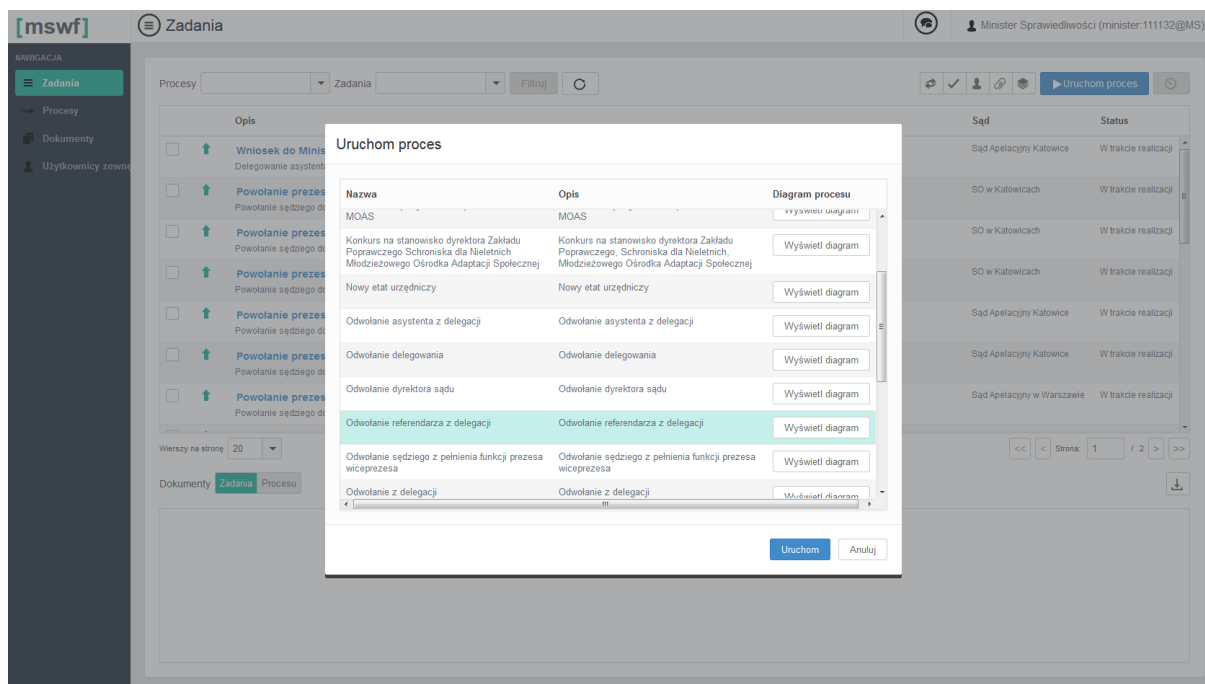 [mswf]
Zadania
Minister Sprawiedliwości (minister.111132@MS)
NAWIGACJA
Zadania
Procesy
Dokumenty
Użytkownicy zewnę
Procesy
Zadania
Filtruj
Uruchom proces
Opis
Sąd
Status
Wniosek do Minis
Delegowanie asystenta
Sąd Apelacyjny Katowice
W trakcie realizacji
Powołanie prezes
Powołanie sędziego do
SO w Katowicach
W trakcie realizacji
Powołanie prezes
Powołanie sędziego do
SO w Katowicach
W trakcie realizacji
Powołanie prezes
Powołanie sędziego do
SO w Katowicach
W trakcie realizacji
Powołanie prezes
Powołanie sędziego do
Sąd Apelacyjny Katowice
W trakcie realizacji
Powołanie prezes
Powołanie sędziego do
Sąd Apelacyjny Katowice
W trakcie realizacji
Powołanie prezes
Powołanie sędziego do
Sąd Apelacyjny w Warszawie
W trakcie realizacji
Wierszy na stronę 20
<< < Strona: 1 / 2 > >>
Dokumenty Zadania Procesu
Uruchom proces
Nazwa
Opis
Diagram procesu
MOAS
MOAS
Wyświetl diagram
Konkurs na stanowisko dyrektora Zakładu
Poprawczego Schroniska dla Nieletnich
Młodzieżowego Ośrodka Adaptacji Społecznej
Konkurs na stanowisko dyrektora Zakładu
Poprawczego, Schroniska dla Nieletnich,
Młodzieżowego Ośrodka Adaptacji Społecznej
Wyświetl diagram
Nowy etat urzędniczy
Nowy etat urzędniczy
Wyświetl diagram
Odwołanie asystenta z delegacji
Odwołanie asystenta z delegacji
Wyświetl diagram
Odwołanie delegowania
Odwołanie delegowania
Wyświetl diagram
Odwołanie dyrektora sądu
Odwołanie dyrektora sądu
Wyświetl diagram
Odwołanie referendarza z delegacji
Odwołanie referendarza z delegacji
Wyświetl diagram
Odwołanie sędziego z pełnienia funkcji prezesa
wiceprezesa
Odwołanie sędziego z pełnienia funkcji prezesa
wiceprezesa
Wyświetl diagram
Odwołanie z delegacji
Odwołanie z delegacji
Wyświetl diagram
Uruchom
Anuluj